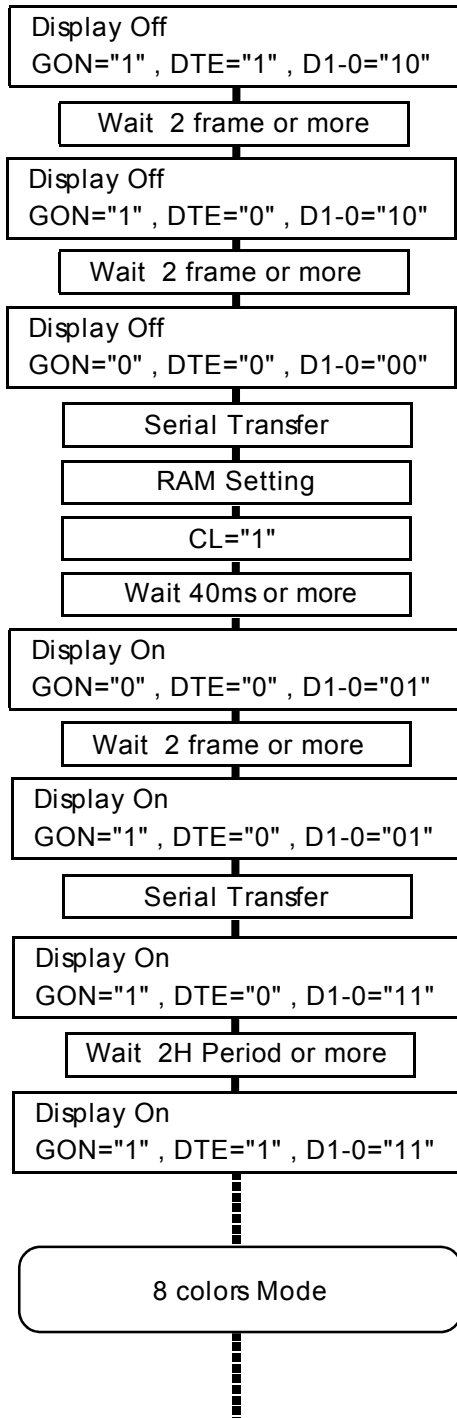 Display Off
GON="1" , DTE="1" , D1-0="10"
Wait 2 frame or more
Display Off
GON="1" , DTE="0" , D1-0="10"
Wait 2 frame or more
Display Off
GON="0" , DTE="0" , D1-0="00"
Serial Transfer
RAM Setting
CL="1"
Wait 40ms or more
Display On
GON="0" , DTE="0" , D1-0="01"
Wait 2 frame or more
Display On
GON="1" , DTE="0" , D1-0="01"
Serial Transfer
Display On
GON="1" , DTE="0" , D1-0="11"
Wait 2H Period or more
Display On
GON="1" , DTE="1" , D1-0="11"
8 colors Mode